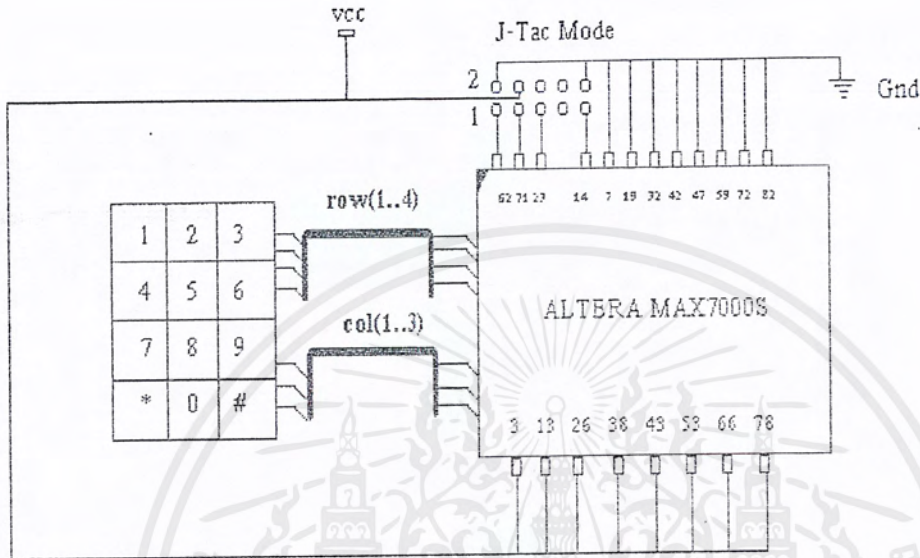 vcc
J-Tac Mode
2
1
Gnd
62 71 23 14 7 19 32 42 47 59 72 82
row(1..4)
1 2 3
4 5 6
ALTERA MAX7000S
col(1..3)
7 8 9
* 0 #
3 13 26 38 43 53 66 78